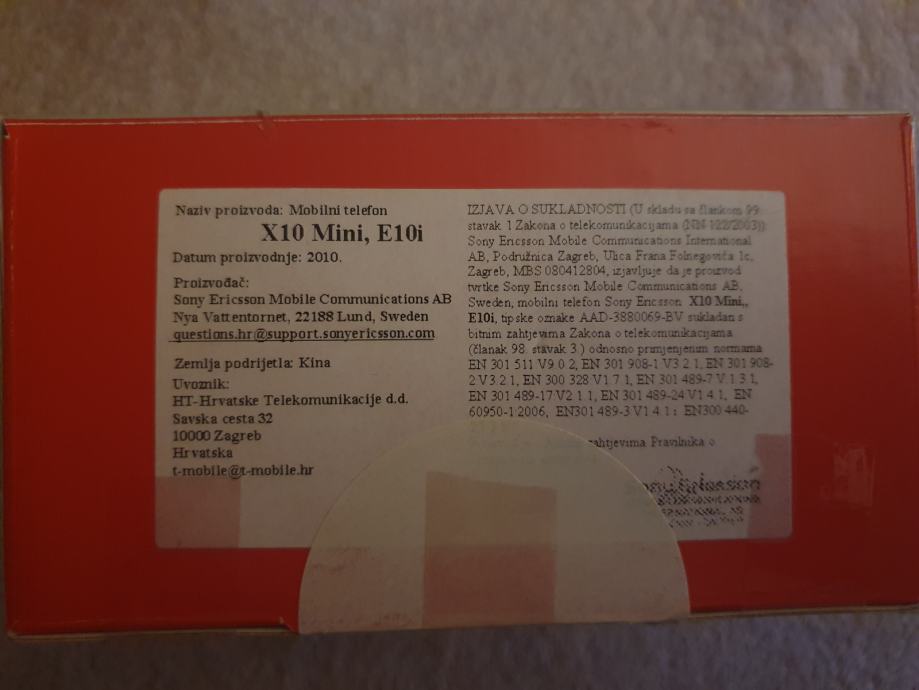 Naziv proizvoda: Mobilni telefon
X10 Mini, E10i
Datum proizvodnje: 2010.
Proizvođač:
Sony Ericsson Mobile Communications AB
Nya Vattentornet, 22188 Lund, Sweden
questions.hr@support.sonyericsson.com
Zemlja podrijetla: Kina
Uvoznik:
HT-Hrvatske Telekomunikacije d.d.
Savska cesta 32
10000 Zagreb
Hrvatska
t-mobile@t-mobile.hr
IZJAVA O SUKLADNOSTI (U skladu sa člankom 99
stavak 1 Zakona o telekomunikacijama (NN 122/2003))
Sony Ericsson Mobile Communications International
AB, Podružnica Zagreb, Ulica Frana Folnegovića 1c,
Zagreb, MBS 080412804, izjavljuje da je proizvod
tvrtke Sony Ericsson Mobile Communications AB,
Sweden, mobilni telefon Sony Ericsson X10 Mini,,
E10i, tipske oznake AAD-3880069-BV sukladan s
bitnim zahtjevima Zakona o telekomunikacijama
(članak 98. stavak 3.) odnosno primjenjenim normama
EN 301 511 V9.0.2, EN 301 908-1 V3.2.1, EN 301 908-
2 V3.2.1, EN 300 328 V1.7.1, EN 301 489-7 V.1.3.1,
EN 301 489-17 V2.1.1, EN 301 489-24 V1.4.1, EN
60950-1:2006, EN301 489-3 V1.4.1: EN300 440-
zahtjevima Pravilnika o